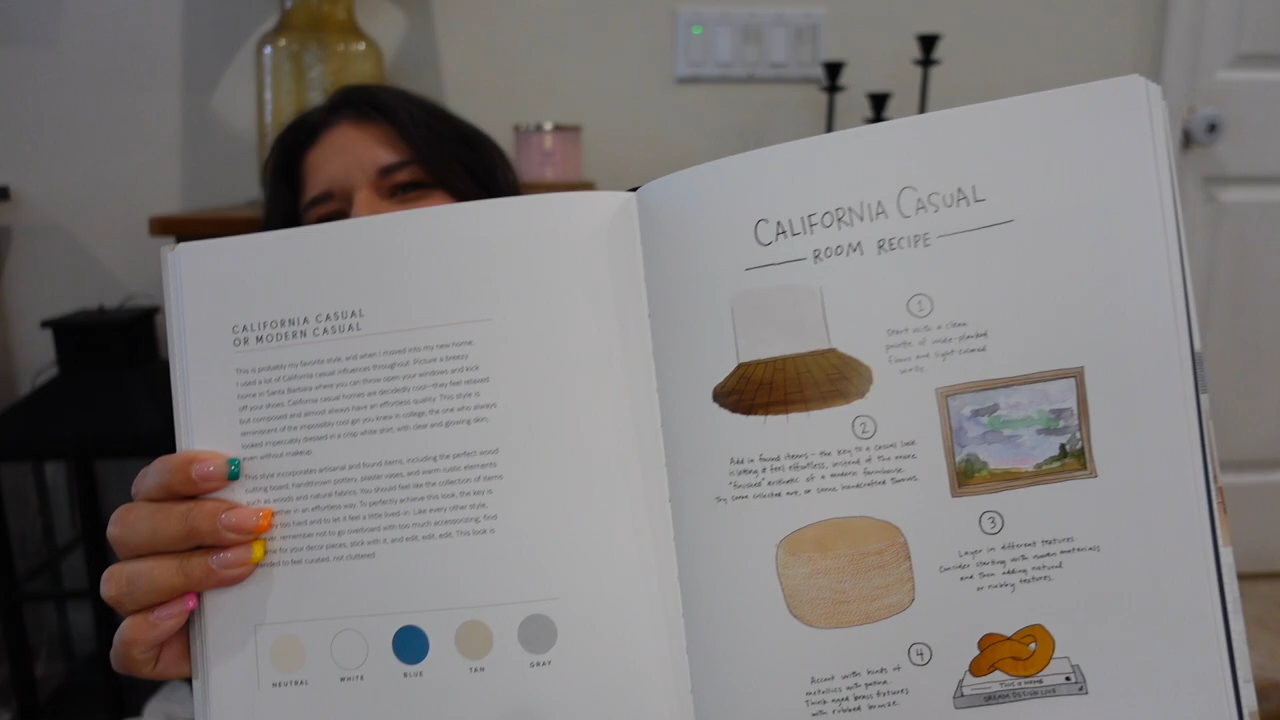 CALIFORNIA CASUAL
OR MODERN CASUAL
This is probably my favorite style, and when I moved into my new home,
I used a lot of California casual influences throughout. Picture a breezy
home in Santa Barbara where you can throw open your windows and kick
off your shoes. California casual homes are decidedly cool—they feel relaxed
but composed and almost always have an effortless quality. This style is
reminiscent of the impossibly cool girl you knew in college, the one who always
looked impeccably dressed in a crisp white shirt, with clear and glowing skin,
even without makeup.
This style incorporates artisanal and found items, including the perfect wood
cutting board, handthrown pottery, plaster vases, and warm rustic elements
such as woods and natural fabrics. You should feel like the collection of items
in an effortless way. To perfectly achieve this look, the key is
too hard and to let it feel a little lived-in. Like every other style,
remember not to go overboard with too much accessorizing; find
for your decor pieces, stick with it, and edit, edit, edit. This look is
to feel curated, not cluttered.
NEUTRAL
WHITE
BLUE
TAN
GRAY
CALIFORNIA CASUAL
ROOM RECIPE
1
Start with a clean
palette of wide-planked
floors and light-colored
walls.
2
Add in found items – the key to a casual look
is letting it feel effortless, instead of the more
"finished" aesthetic of a modern farmhouse.
Try some collected art, or some handcrafted items.
3
Layer in different textures.
Consider starting with woven materials
and then adding natural
or nubby textures.
4
Accent with hints of
metallics with patina.
Think aged brass fixtures
with rubbed bronze.
THIS IS HOME
DREAM DESIGN LIVE